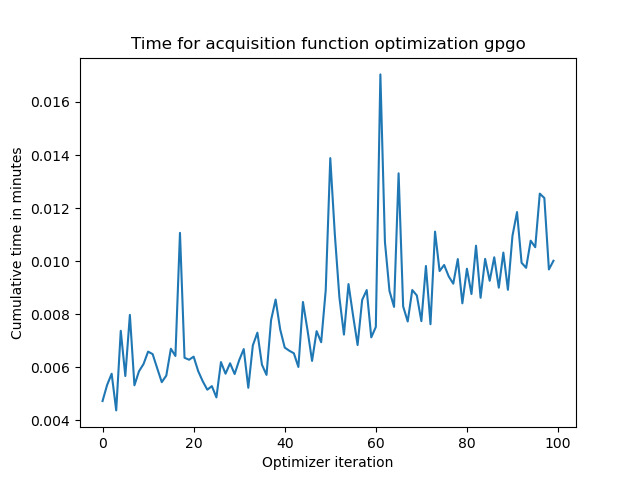 Time for acquisition function optimization gpgo
0.016
0.014
0.012
0.010
0.008
0.006
0.004
Cumulative time in minutes
0 20 40 60 80 100
Optimizer iteration